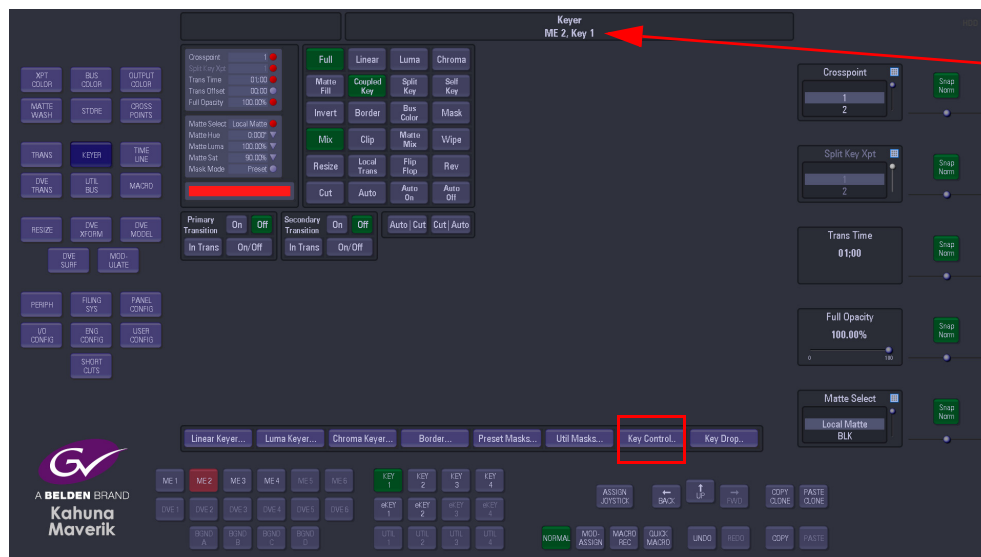 Keyer
ME 2, Key 1
XPT COLOR
BUS COLOR
OUTPUT COLOR
MATTE WASH
STORE
CROSS POINTS
TRANS
KEYER
TIME LINE
DVE TRANS
UTIL BUS
MACRO
RESIZE
DVE XFORM
DVE MODEL
DVE SURF
MOD- ULATE
PERIPH
FILING SYS
PANEL CONFIG
I/O CONFIG
ENG CONFIG
USER CONFIG
SHORT CUTS
Crosspoint 1
Split Key Xpt 1
Trans Time 01;00
Trans Offset 00;00
Full Opacity 100.00%
Matte Select Local Matte
Matte Hue 0.000°
Matte Luma 100.00%
Matte Sat 90.00%
Mask Mode Preset
Full Linear Luma Chroma
Matte Fill
Coupled Key
Split Key
Self Key
Invert Border
Bus Color
Mask
Mix Clip
Matte Mix
Wipe
Resize
Local Trans
Flip Flop
Rev
Cut Auto
Auto On
Auto Off
Primary Transition On Off
In Trans On/Off
Secondary Transition On Off
In Trans On/Off
Auto|Cut Cut|Auto
Crosspoint
1
2
Snap Norm
Split Key Xpt
1
2
Snap Norm
Trans Time
01;00
Snap Norm
Full Opacity
100.00%
0 100
Snap Norm
Matte Select
Local Matte
BLK
Snap Norm
Linear Keyer... Luma Keyer... Chroma Keyer... Border... Preset Masks... Util Masks... Key Control.. Key Drop..
GV
A BELDEN BRAND
Kahuna
Maverik
ME 1 ME 2 ME 3 ME 4 ME 5 ME 6
KEY 1 KEY 2 KEY 3 KEY 4
DVE 1 DVE 2 DVE 3 DVE 4 DVE 5 DVE 6
eKEY 1 eKEY 2 eKEY 3 eKEY 4
BGND A BGND B BGND C BGND D
UTIL 1 UTIL 2 UTIL 3 UTIL 4
ASSIGN JOYSTICK
BACK
UP
FWD
COPY CLONE
PASTE CLONE
NORMAL
MOD- ASSIGN
MACRO REC
QUICK MACRO
UNDO REDO COPY PASTE